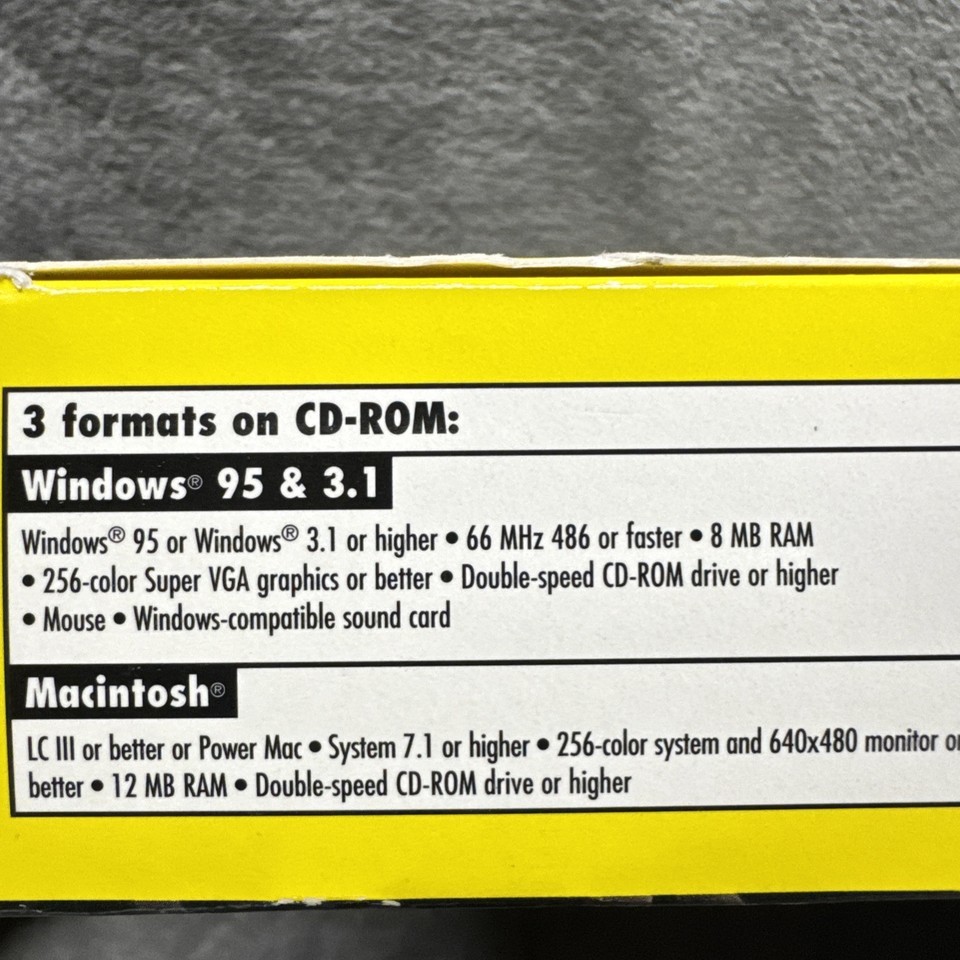 3 formats on CD-ROM:
Windows® 95 & 3.1
Windows® 95 or Windows® 3.1 or higher • 66 MHz 486 or faster • 8 MB RAM
• 256-color Super VGA graphics or better • Double-speed CD-ROM drive or higher
• Mouse • Windows-compatible sound card
Macintosh®
LC III or better or Power Mac • System 7.1 or higher • 256-color system and 640x480 monitor or
better • 12 MB RAM • Double-speed CD-ROM drive or higher